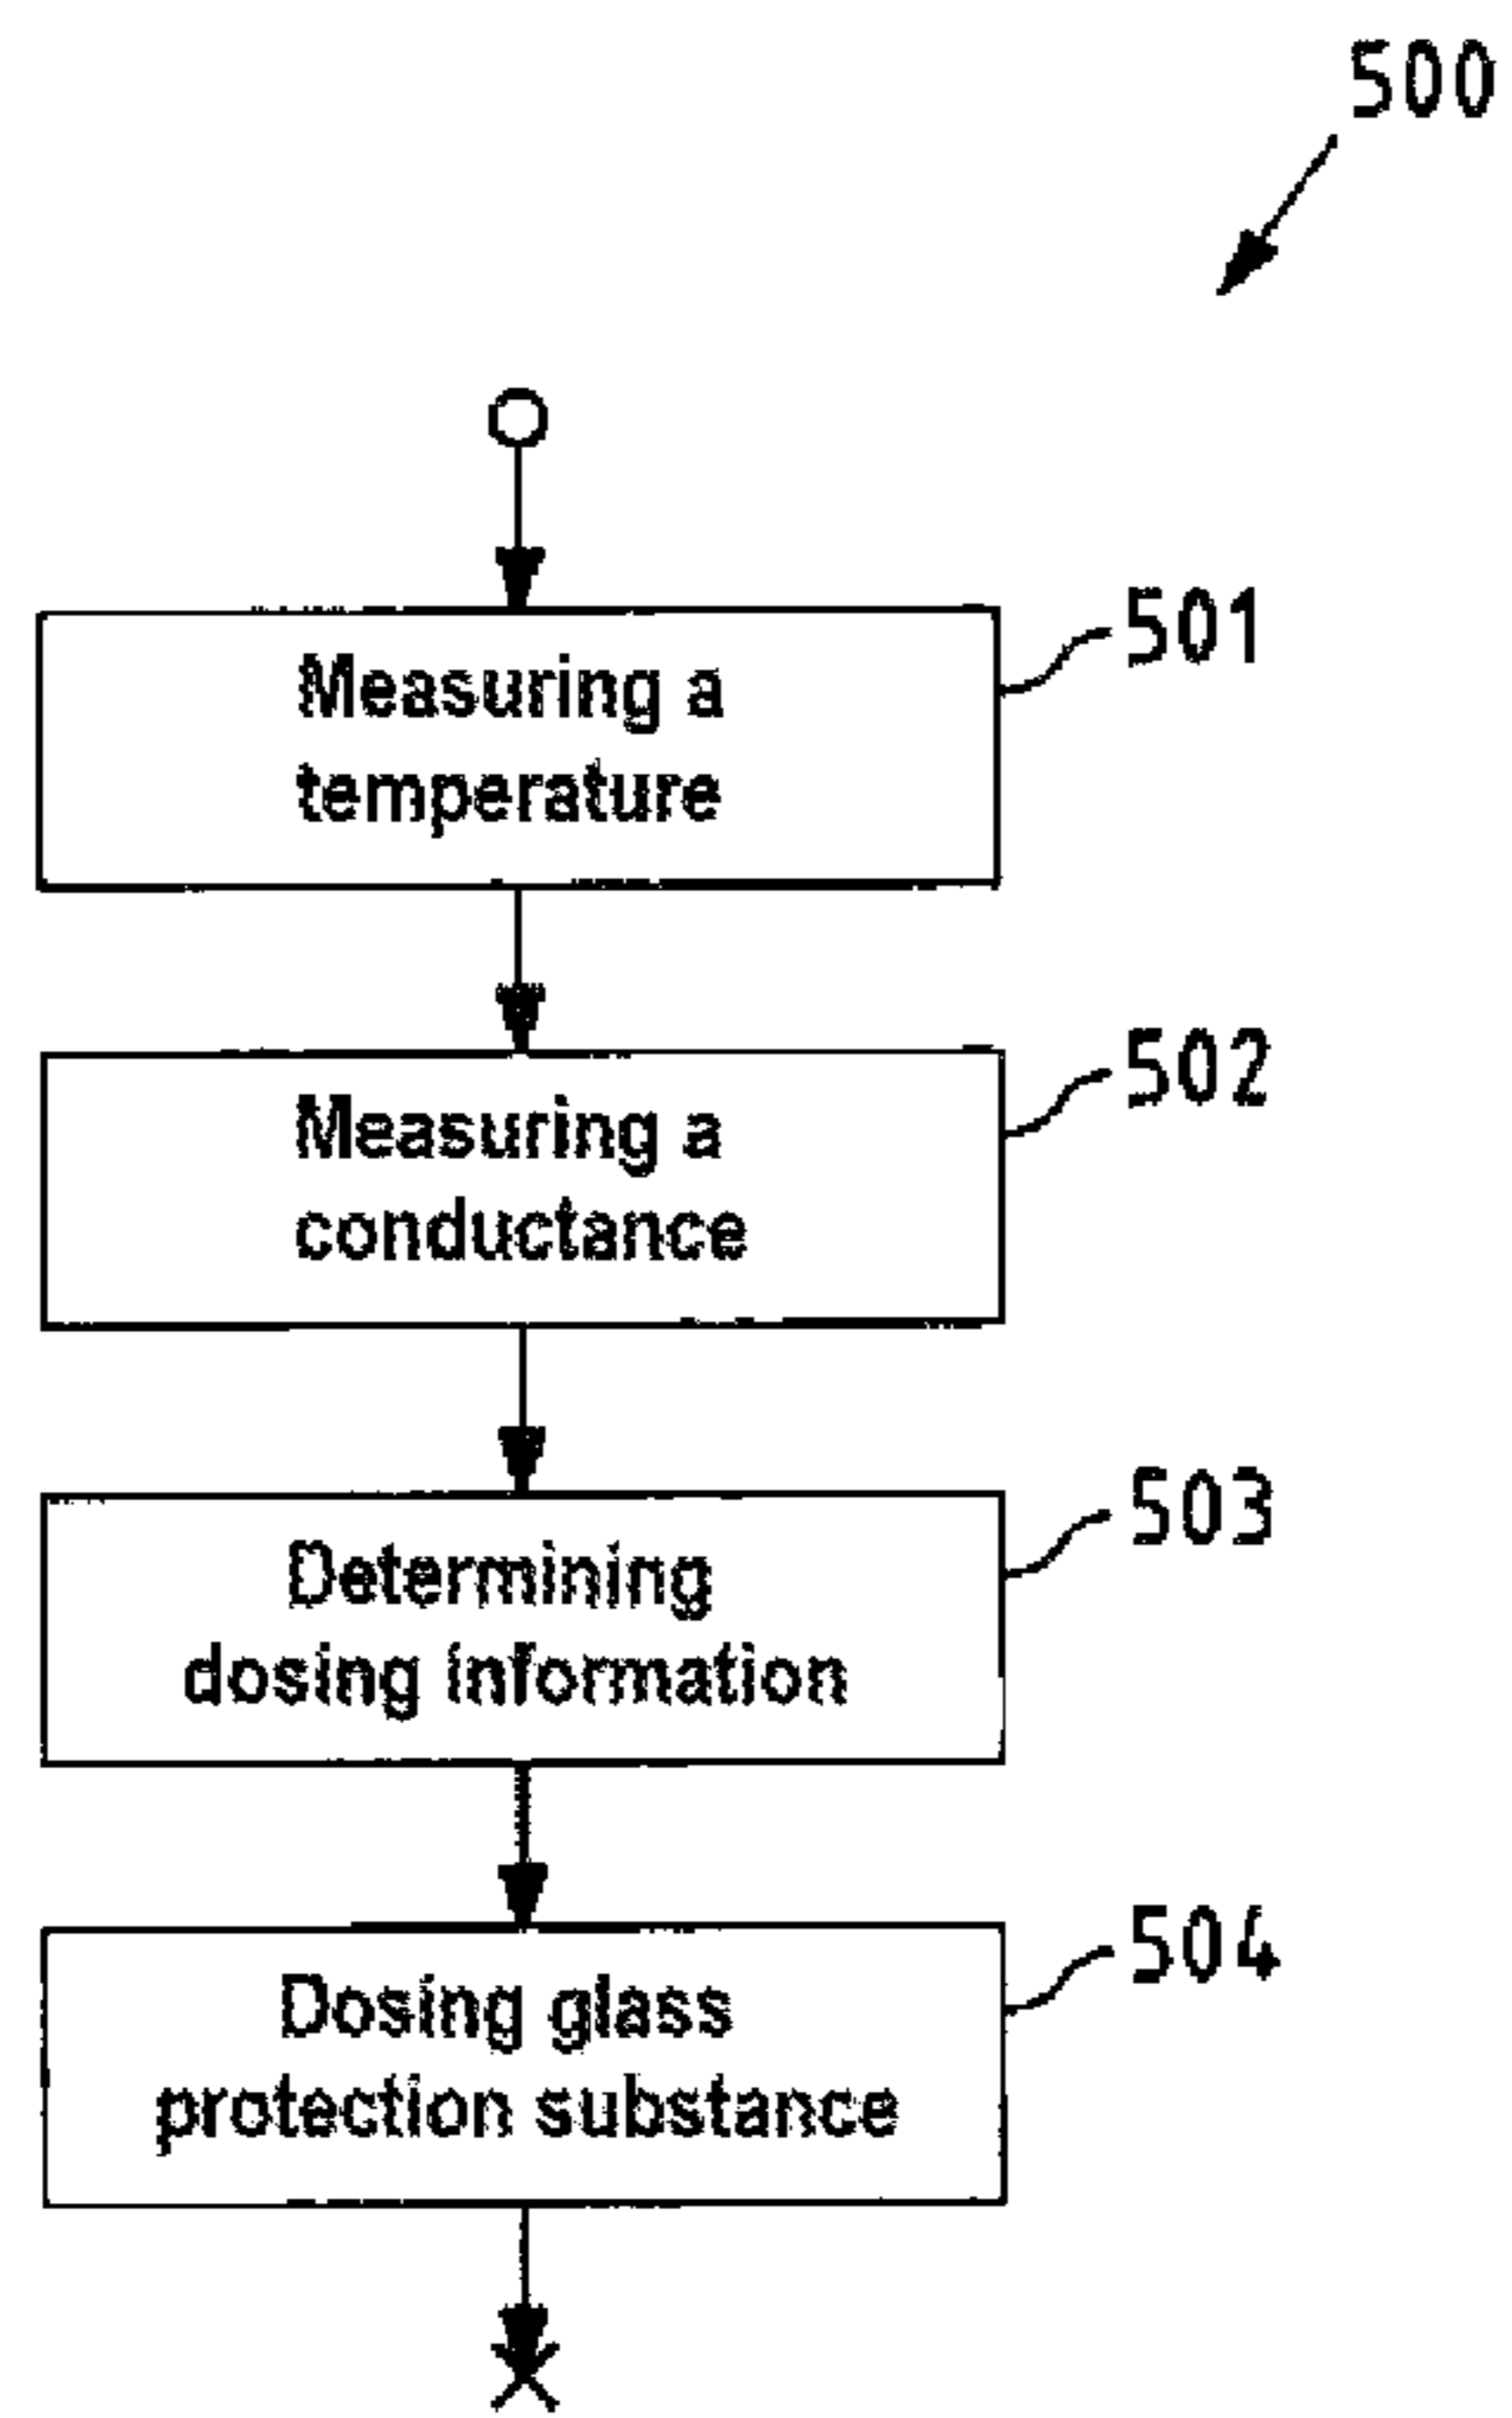 500
Measuring a
temperature
501
Measuring a
conductance
502
Determining
dosing information
503
Dosing glass
protection substance
504